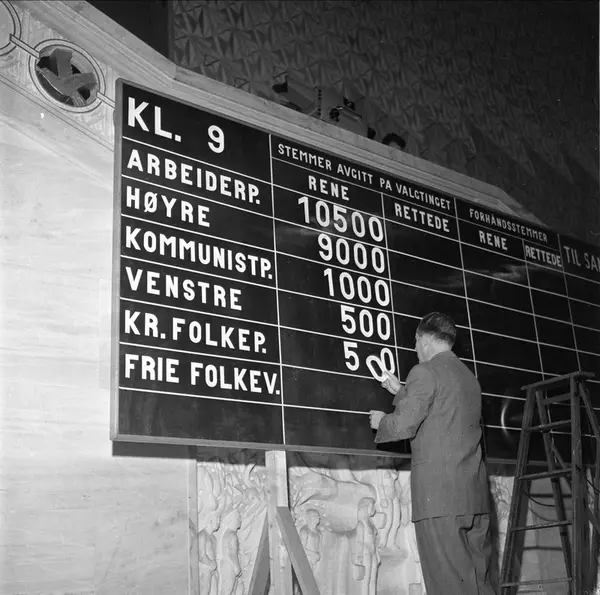 KL. 9 STEMMER AVGITT PÅ VALGTINGET FORHÅNDSSTEMMER TIL
RENE RETTEDE RENE RETTEDE
ARBEIDERP. 10500
HØYRE 9000
KOMMUNISTP. 1000
VENSTRE 500
KR. FOLKEP. 500
FRIE FOLKEV.